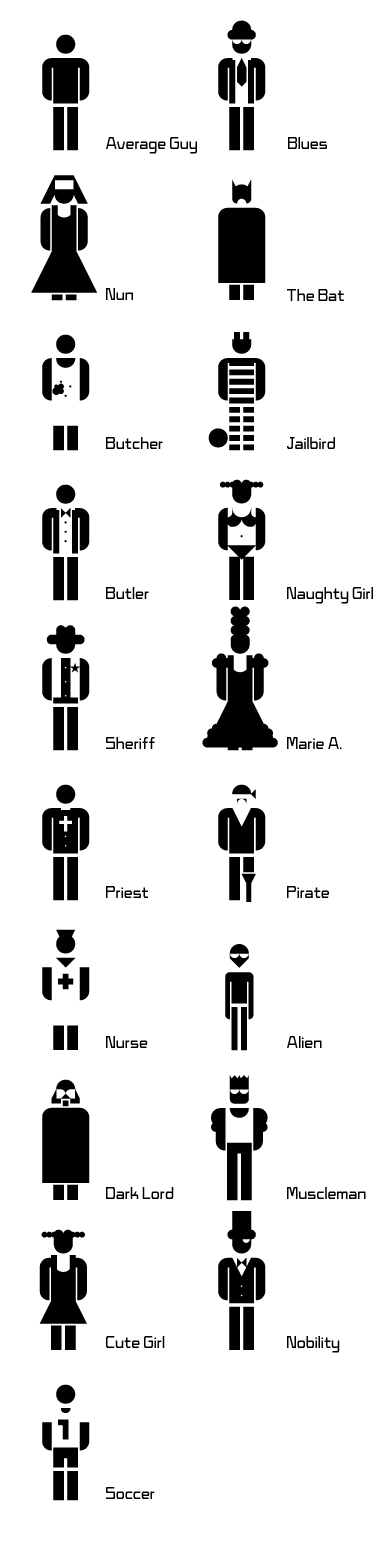 Average Guy
Blues
Nun
The Bat
Butcher
Jailbird
Butler
Naughty Girl
Sheriff
Marie A.
Priest
Pirate
Nurse
Alien
Dark Lord
Muscleman
Cute Girl
Nobility
1
Soccer